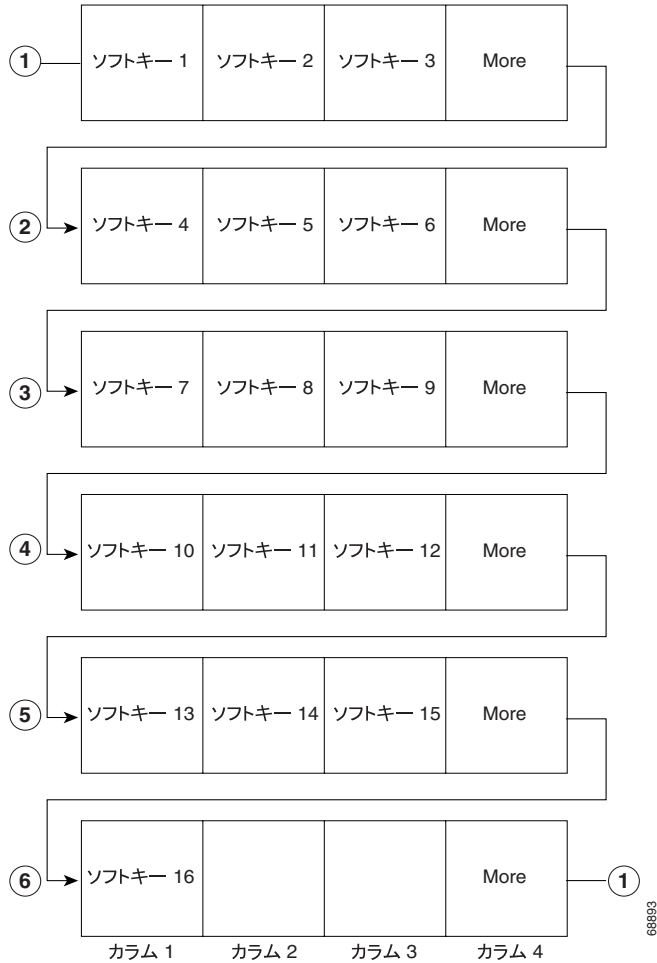 1 ソフトキー 1 ソフトキー 2 ソフトキー 3 More
2 ソフトキー 4 ソフトキー 5 ソフトキー 6 More
3 ソフトキー 7 ソフトキー 8 ソフトキー 9 More
4 ソフトキー 10 ソフトキー 11 ソフトキー 12 More
5 ソフトキー 13 ソフトキー 14 ソフトキー 15 More
6 ソフトキー 16 More 1
カラム 1 カラム 2 カラム 3 カラム 4
68893